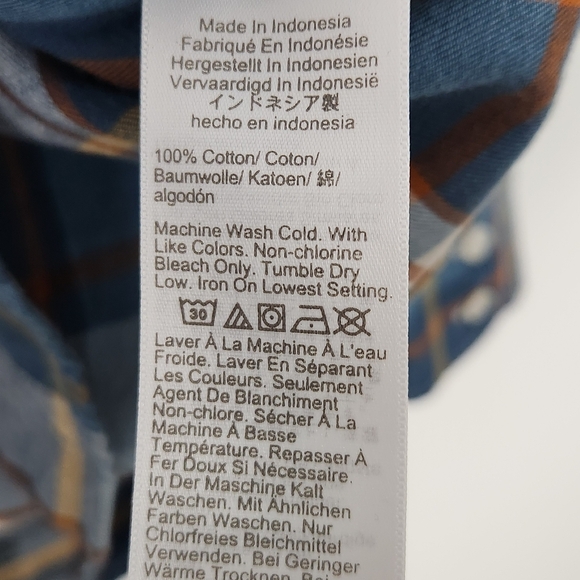 Made In Indonesia
Fabriqué En Indonésie
Hergestellt In Indonesien
Vervaardigd In Indonesië
インドネシア製
hecho en indonesia
100% Cotton/ Coton/
Baumwolle/ Katoen/ 綿/
algodón
Machine Wash Cold. With
Like Colors. Non-chlorine
Bleach Only. Tumble Dry
Low. Iron On Lowest Setting.
30
Laver À La Machine À L'eau
Froide. Laver En Séparant
Les Couleurs. Seulement
Agent De Blanchiment
Non-chlore. Sécher À La
Machine À Basse
Température. Repasser À
Fer Doux Si Nécessaire.
In Der Maschine Kalt
Waschen. Mit Ähnlichen
Farben Waschen. Nur
Chlorfreies Bleichmittel
Verwenden. Bei Geringer
Wärme Trocknen. Bei